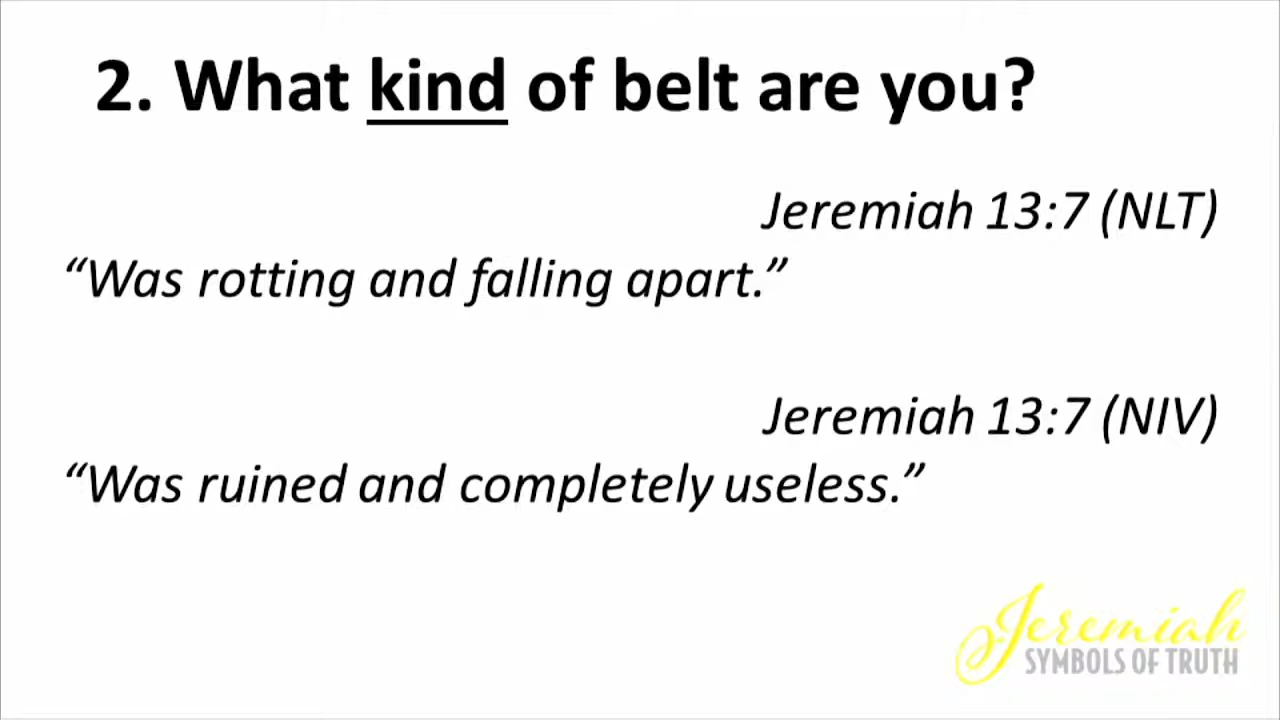 2. What kind of belt are you?
Jeremiah 13:7 (NLT)
“Was rotting and falling apart.”
Jeremiah 13:7 (NIV)
“Was ruined and completely useless.”
Jeremiah
SYMBOLS OF TRUTH